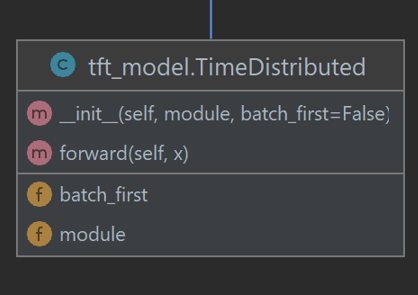 C tft_model.TimeDistributed
m __init__(self, module, batch_first=False)
m forward(self, x)
f batch_first
f module